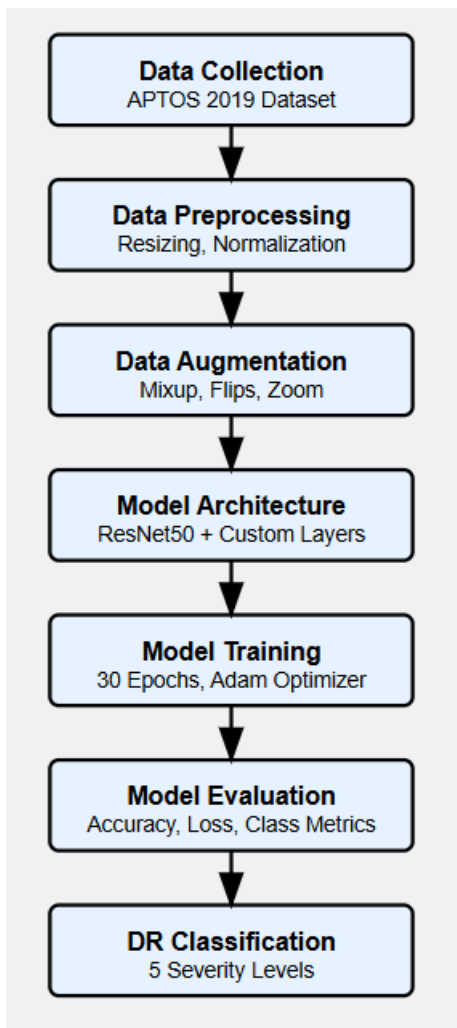 Data Collection
APTOS 2019 Dataset
Data Preprocessing
Resizing, Normalization
Data Augmentation
Mixup, Flips, Zoom
Model Architecture
ResNet50 + Custom Layers
Model Training
30 Epochs, Adam Optimizer
Model Evaluation
Accuracy, Loss, Class Metrics
DR Classification
5 Severity Levels